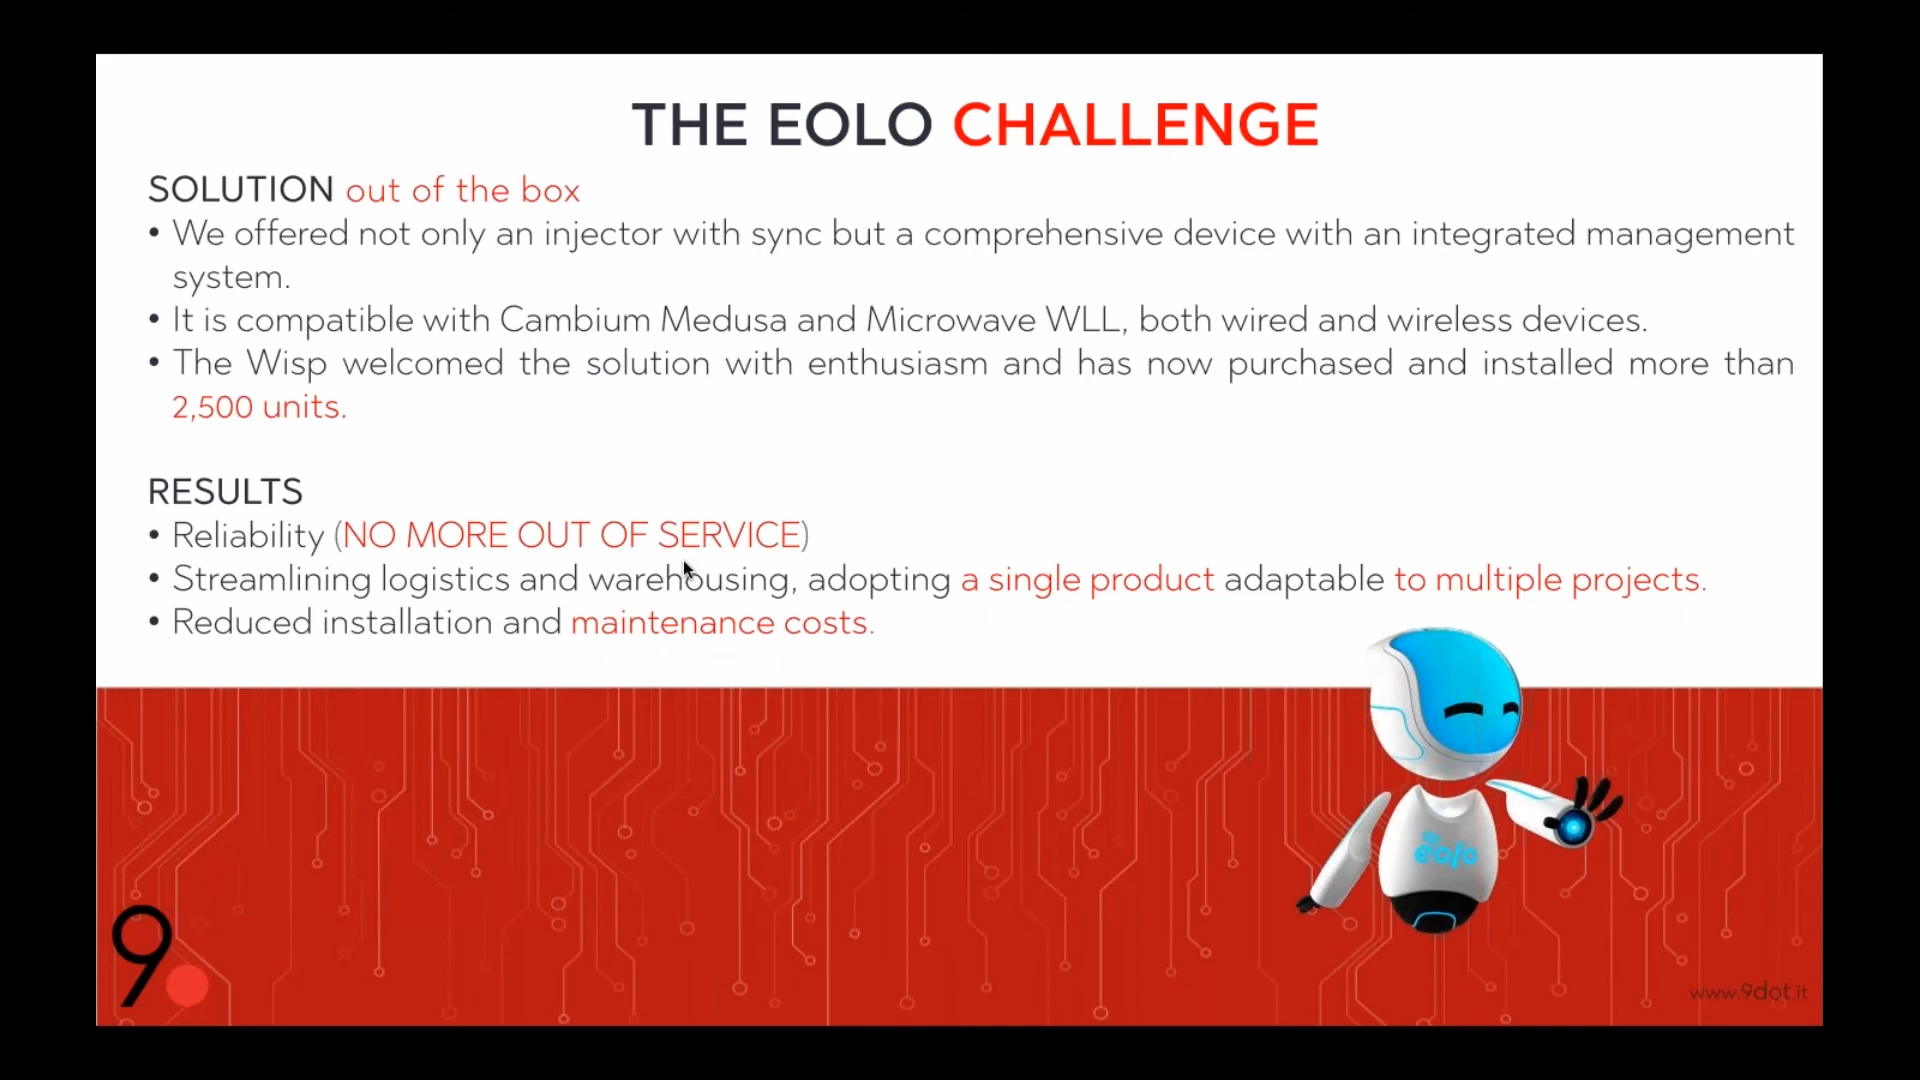 THE EOLO CHALLENGE
SOLUTION out of the box
• We offered not only an injector with sync but a comprehensive device with an integrated management
system.
• It is compatible with Cambium Medusa and Microwave WLL, both wired and wireless devices.
• The Wisp welcomed the solution with enthusiasm and has now purchased and installed more than
2,500 units.
RESULTS
• Reliability (NO MORE OUT OF SERVICE)
• Streamlining logistics and warehousing, adopting a single product adaptable to multiple projects.
• Reduced installation and maintenance costs.
eolo
9
www.9dot.it